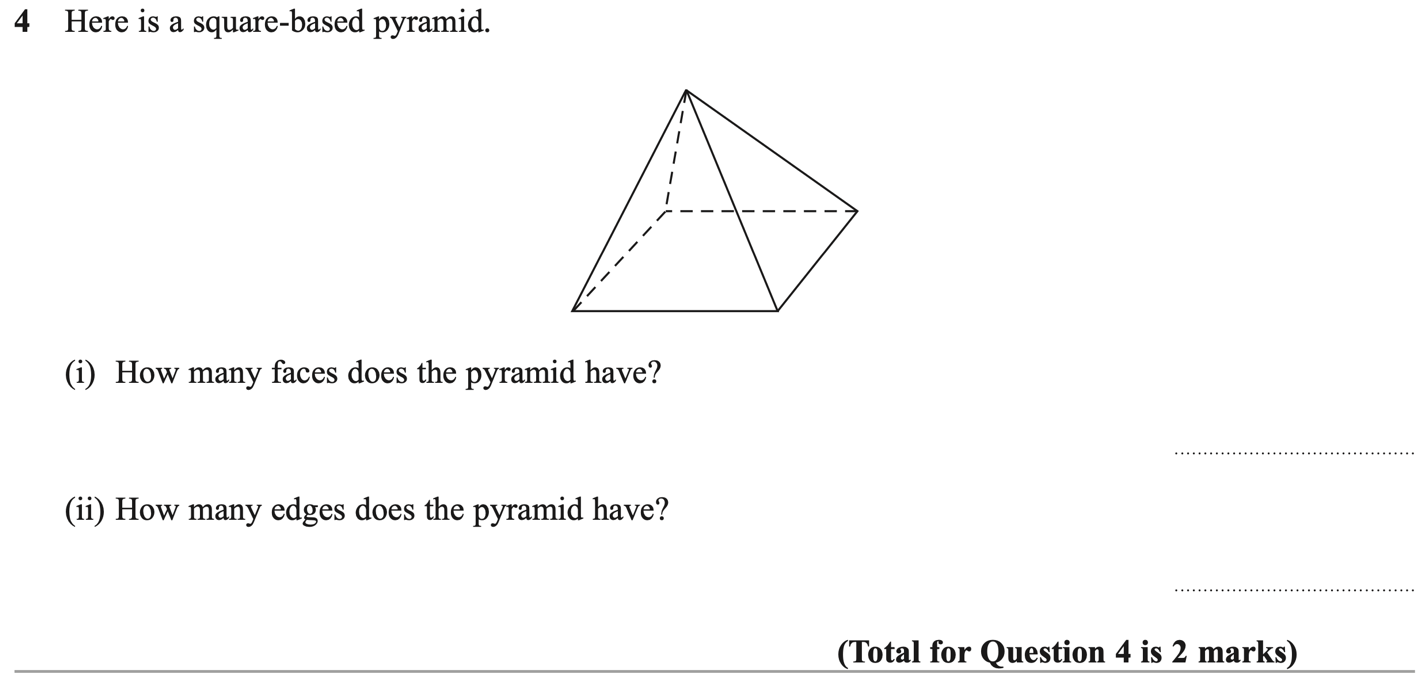 4 Here is a square-based pyramid.
(i) How many faces does the pyramid have?
(ii) How many edges does the pyramid have?
(Total for Question 4 is 2 marks)